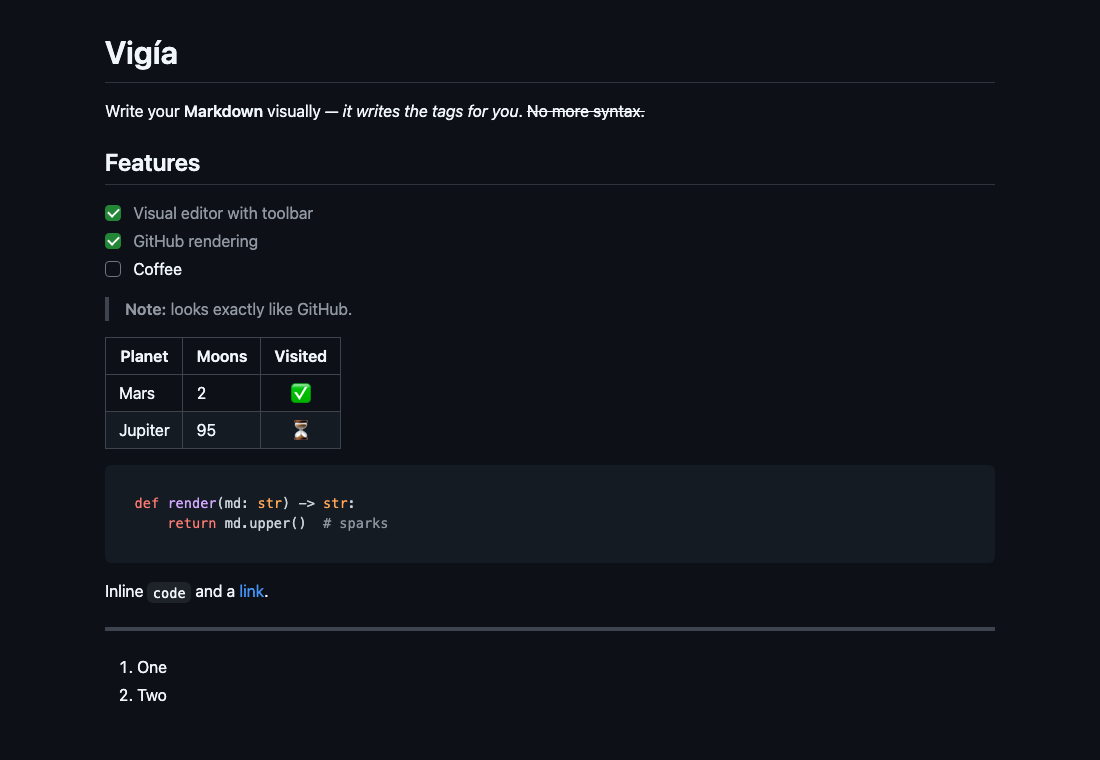 Vigía
Write your Markdown visually — it writes the tags for you. No more syntax.
Features
Visual editor with toolbar
GitHub rendering
Coffee
Note: looks exactly like GitHub.
Planet Moons Visited
Mars 2 ✅
Jupiter 95 ⏳
def render(md: str) -> str:
    return md.upper()  # sparks
Inline code and a link.
1. One
2. Two